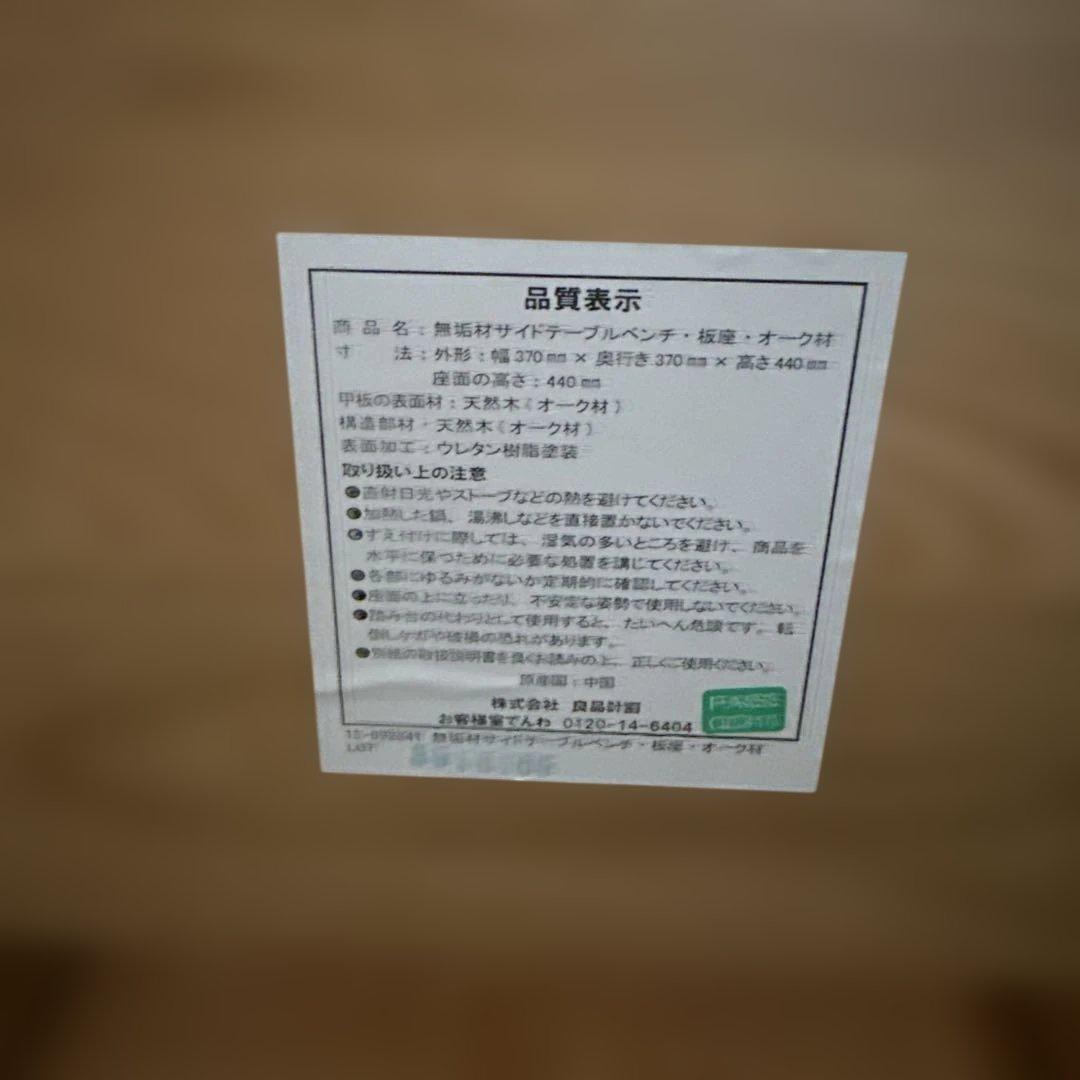 品質表示
商品名：無垢材サイドテーブルベンチ・板座・オーク材
寸　法：外形：幅370㎜×奥行き370㎜×高さ440㎜
座面の高さ：440㎜
甲板の表面材：天然木（オーク材）
構造部材：天然木（オーク材）
表面加工：ウレタン樹脂塗装
取り扱い上の注意
●直射日光やストーブなどの熱を避けてください。
●加熱した鍋、湯沸しなどを直接置かないでください。
●すえ付けに際しては、湿気の多いところを避け、商品を
水平に保つために必要な処置を講じてください。
●各部にゆるみがないか定期的に確認してください。
●座面の上に立ったり、不安定な姿勢で使用しないでください。
●踏み台の代わりとして使用すると、たいへん危険です。転
倒しケガや破損の恐れがあります。
●別紙の取扱説明書を良くお読みの上、正しくご使用ください。
原産国：中国
株式会社 良品計画
お客様室でんわ 0120-14-6404
無垢材サイドテーブルベンチ・板座・オーク材
LOT